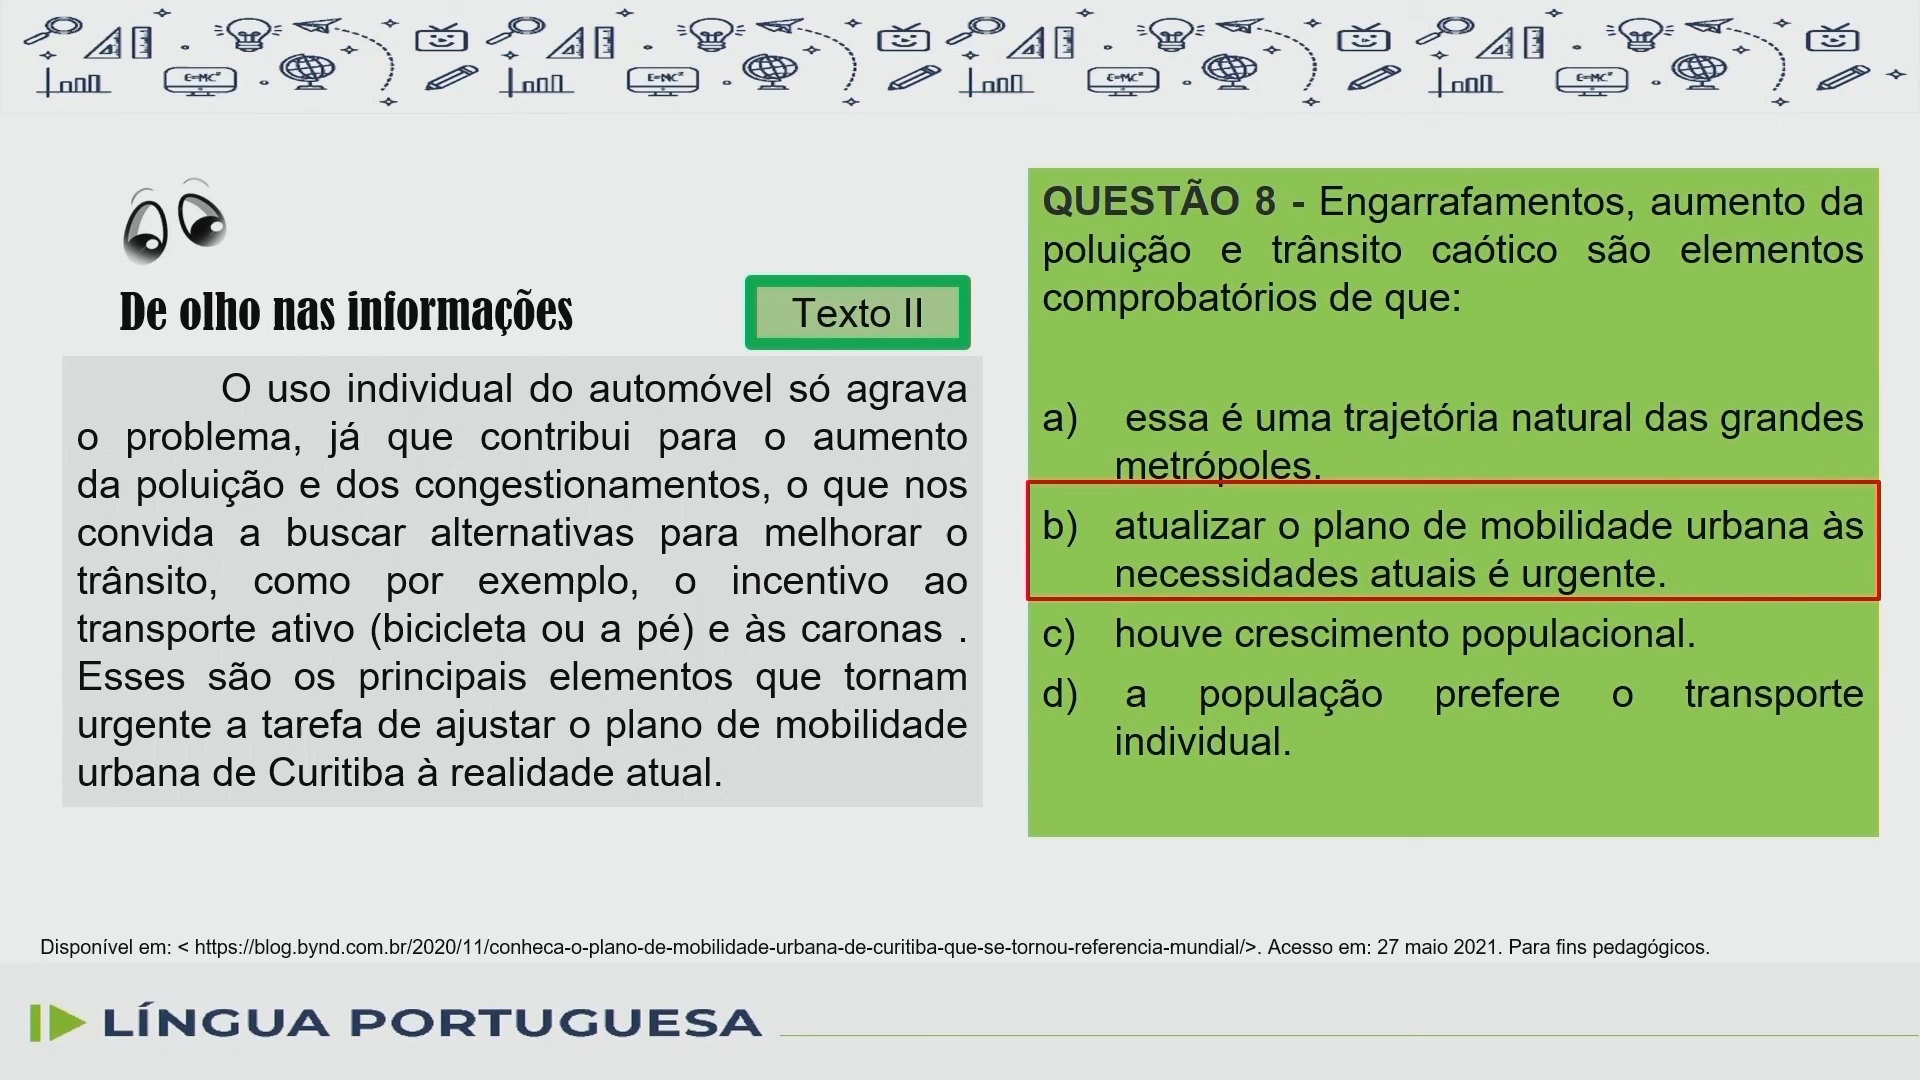 E=MC²
E=MC²
E=MC²
E=MC²
De olho nas informações
Texto II
O uso individual do automóvel só agrava
o problema, já que contribui para o aumento
da poluição e dos congestionamentos, o que nos
convida a buscar alternativas para melhorar o
trânsito, como por exemplo, o incentivo ao
transporte ativo (bicicleta ou a pé) e às caronas .
Esses são os principais elementos que tornam
urgente a tarefa de ajustar o plano de mobilidade
urbana de Curitiba à realidade atual.
QUESTÃO 8 - Engarrafamentos, aumento da
poluição e trânsito caótico são elementos
comprobatórios de que:
a) essa é uma trajetória natural das grandes
metrópoles.
b) atualizar o plano de mobilidade urbana às
necessidades atuais é urgente.
c) houve crescimento populacional.
d) a população prefere o transporte
individual.
Disponível em: < https://blog.bynd.com.br/2020/11/conheca-o-plano-de-mobilidade-urbana-de-curitiba-que-se-tornou-referencia-mundial/>. Acesso em: 27 maio 2021. Para fins pedagógicos.
LÍNGUA PORTUGUESA